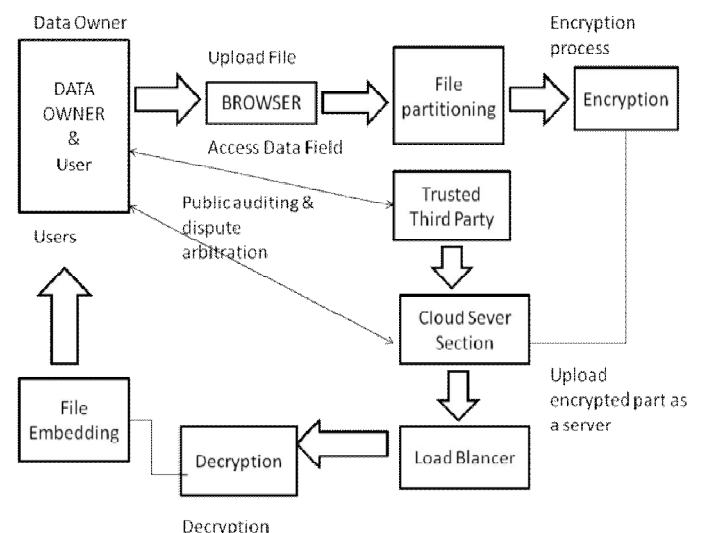 Data Owner
Encryption
process
Upload File
DATA
OWNER
&
User
BROWSER
File
partitioning
Encryption
Access Data Field
Trusted
Third Party
Public auditing &
dispute
arbitration
Users
Cloud Sever
Section
Upload
encrypted part as
a server
File
Embedding
Decryption
Load Blancer
Decryption